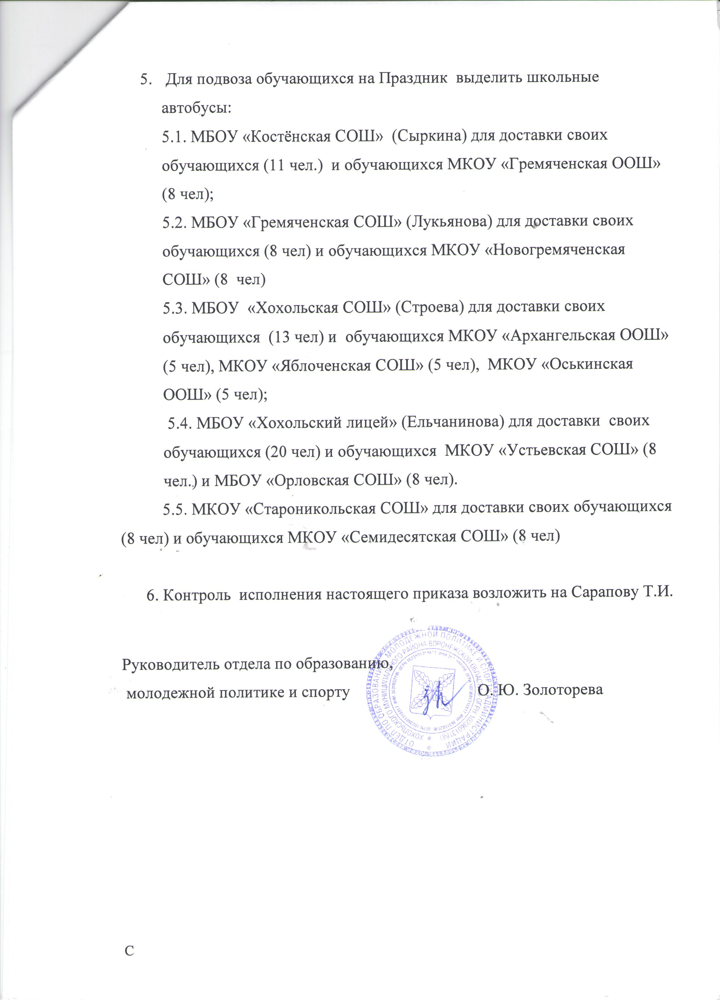 5. Для подвоза обучающихся на Праздник выделить школьные
автобусы:
5.1. МБОУ «Костёнская СОШ» (Сыркина) для доставки своих
обучающихся (11 чел.) и обучающихся МКОУ «Гремяченская ООШ»
(8 чел);
5.2. МБОУ «Гремяченская СОШ» (Лукьянова) для доставки своих
обучающихся (8 чел) и обучающихся МКОУ «Новогремяченская
СОШ» (8 чел)
5.3. МБОУ «Хохольская СОШ» (Строева) для доставки своих
обучающихся (13 чел) и обучающихся МКОУ «Архангельская ООШ»
(5 чел), МКОУ «Яблоченская СОШ» (5 чел), МКОУ «Оськинская
ООШ» (5 чел);
5.4. МБОУ «Хохольский лицей» (Ельчанинова) для доставки своих
обучающихся (20 чел) и обучающихся МКОУ «Устьевская СОШ» (8
чел.) и МБОУ «Орловская СОШ» (8 чел).
5.5. МКОУ «Староникольская СОШ» для доставки своих обучающихся
(8 чел) и обучающихся МКОУ «Семидесятская СОШ» (8 чел)
6. Контроль исполнения настоящего приказа возложить на Сарапову Т.И.
Руководитель отдела по образованию,
молодежной политике и спорту О. Ю. Золоторева
ОТДЕЛ ПО ОБРАЗОВАНИЮ МОЛОДЕЖНОЙ ПОЛИТИКЕ И СПОРТУ АДМИНИСТРАЦИИ
ХОХОЛЬСКОГО МУНИЦИПАЛЬНОГО РАЙОНА ВОРОНЕЖСКОЙ ОБЛАСТИ
С